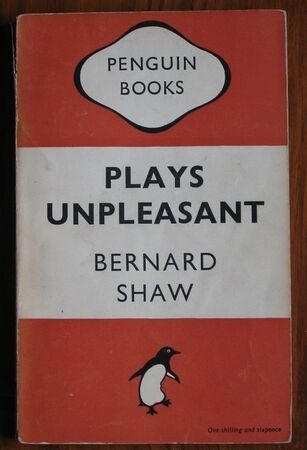 PENGUIN
BOOKS
PLAYS
UNPLEASANT
BERNARD
SHAW
One shilling and sixpence